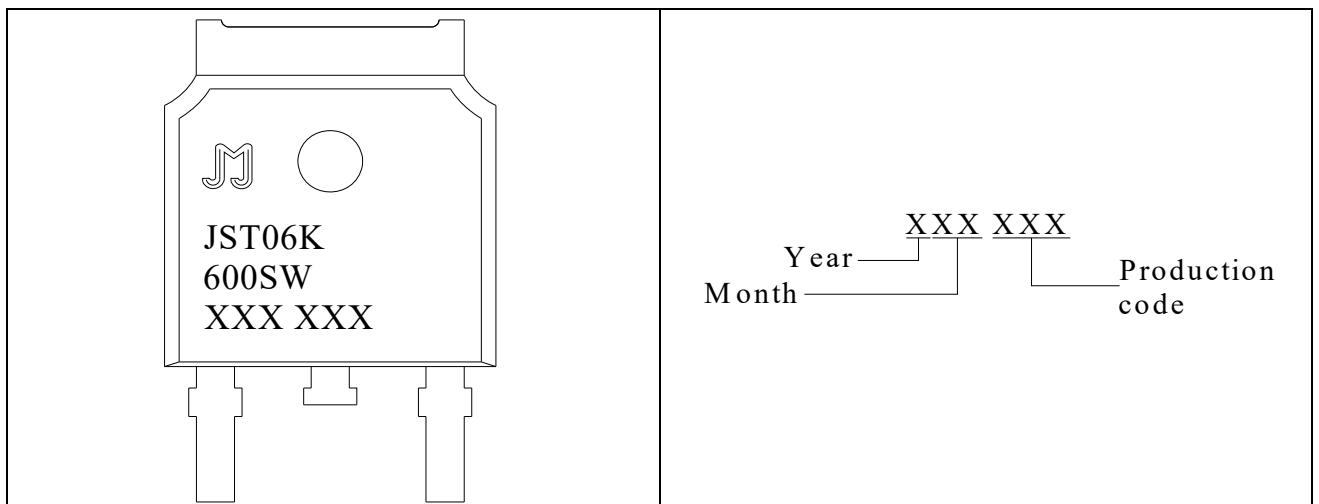 JM
JST06K
600SW
XXX XXX
XXX XXX
Year
Month
Production
code